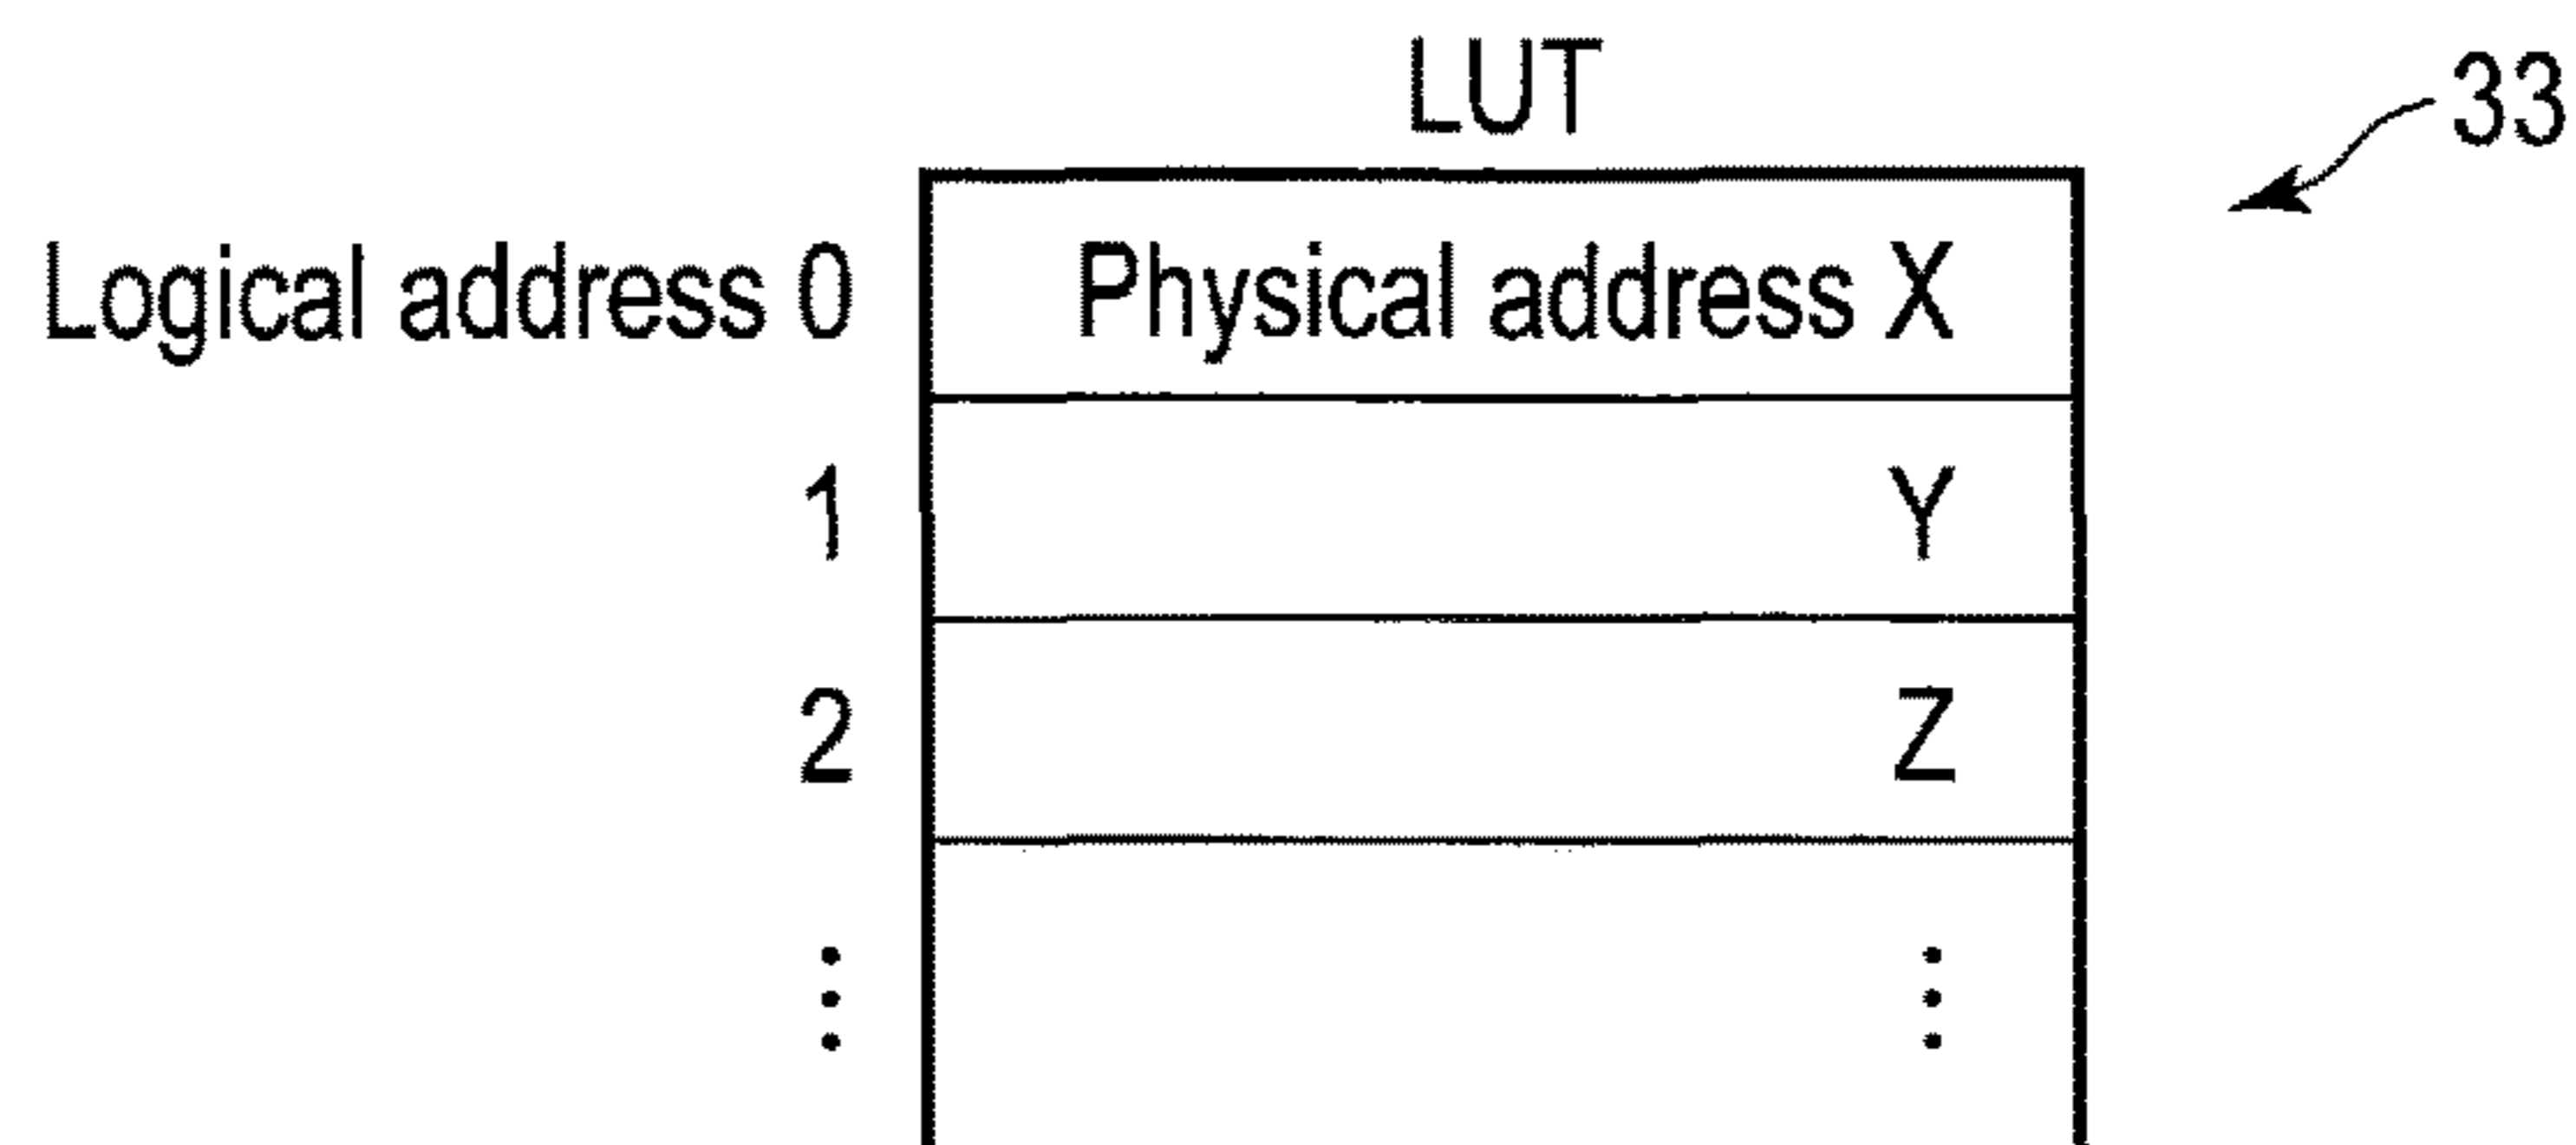 LUT
33
Logical address 0 Physical address X
1 Y
2 Z
⋮ ⋮